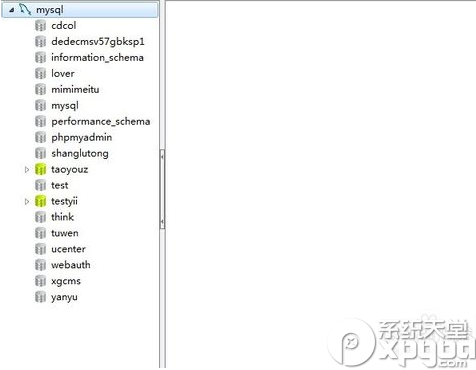 mysql
cdcol
dedecmsv57gbksp1
information_schema
lover
mimimeitu
mysql
performance_schema
phpmyadmin
shanglutong
taoyouz
test
testyii
think
tuwen
ucenter
webauth
xgcms
yanyu
系统天堂